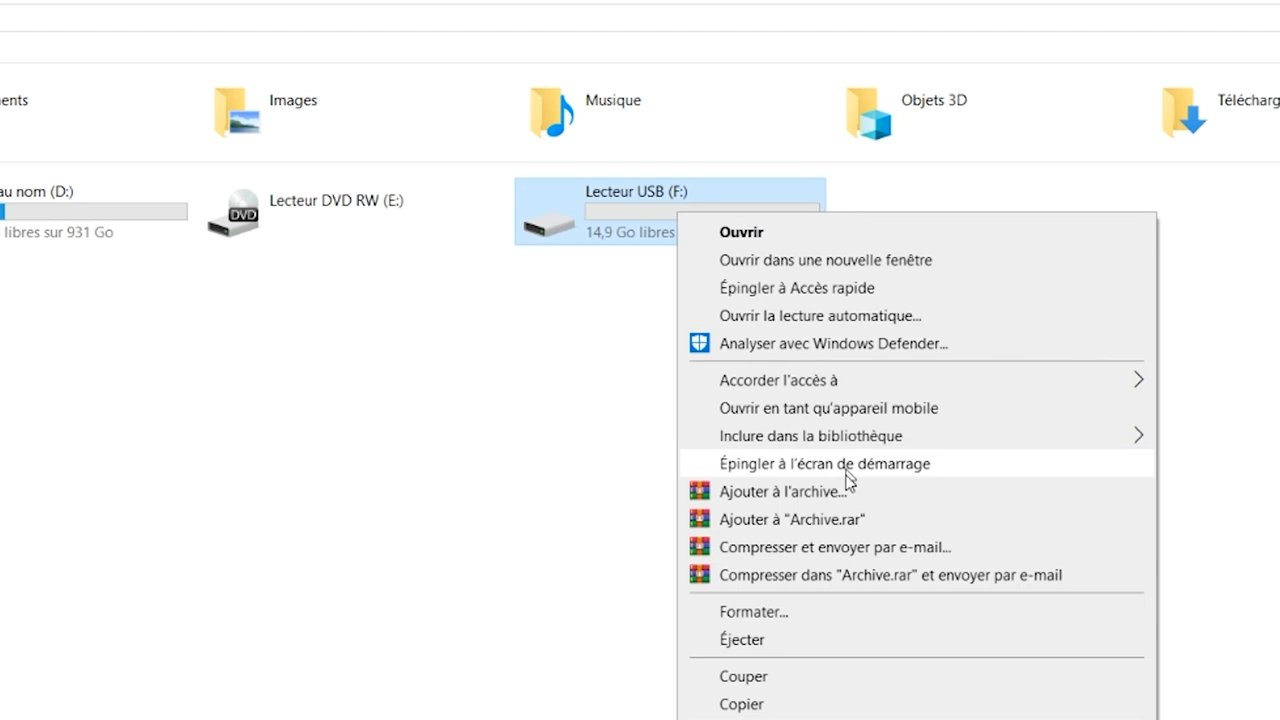 ents
Images
Musique
Objets 3D
Télécharg
au nom (D:)
libres sur 931 Go
Lecteur DVD RW (E:)
DVD
Lecteur USB (F:)
14,9 Go libres
Ouvrir
Ouvrir dans une nouvelle fenêtre
Épingler à Accès rapide
Ouvrir la lecture automatique...
Analyser avec Windows Defender...
Accorder l'accès à
Ouvrir en tant qu'appareil mobile
Inclure dans la bibliothèque
Épingler à l'écran de démarrage
Ajouter à l'archive...
Ajouter à "Archive.rar"
Compresser et envoyer par e-mail...
Compresser dans "Archive.rar" et envoyer par e-mail
Formater...
Éjecter
Couper
Copier